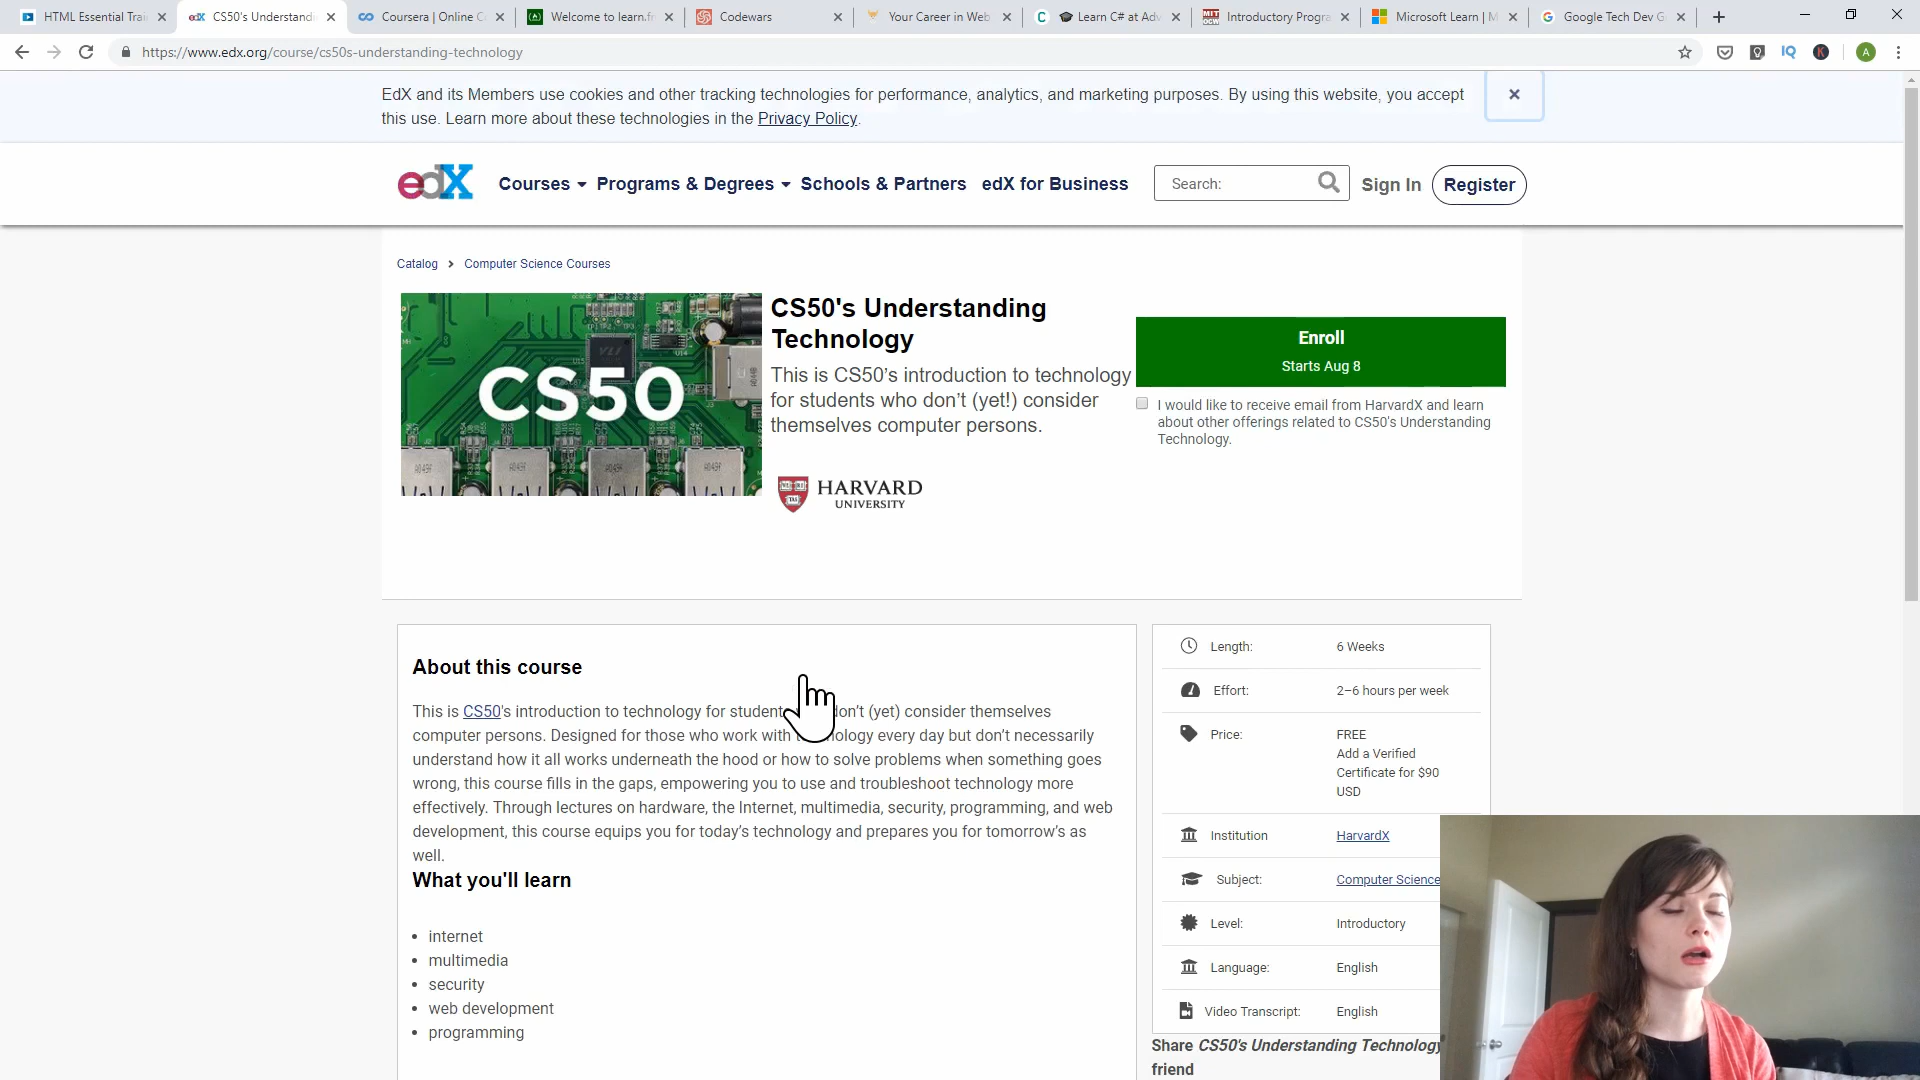 HTML Essential Trai
CS50's Understandi
Coursera | Online C
Welcome to learn.fr
Codewars
Your Career in Web
Learn C# at Adv
Introductory Progra
Microsoft Learn | M
Google Tech Dev G
https://www.edx.org/course/cs50s-understanding-technology
IQ
K
A
EdX and its Members use cookies and other tracking technologies for performance, analytics, and marketing purposes. By using this website, you accept
this use. Learn more about these technologies in the Privacy Policy.
edX
Courses
Programs & Degrees
Schools & Partners
edX for Business
Search:
Sign In
Register
Catalog > Computer Science Courses
CS50
CS50's Understanding
Technology
This is CS50's introduction to technology
for students who don't (yet!) consider
themselves computer persons.
HARVARD
UNIVERSITY
Enroll
Starts Aug 8
I would like to receive email from HarvardX and learn
about other offerings related to CS50's Understanding
Technology.
About this course
This is CS50's introduction to technology for student don't (yet) consider themselves
computer persons. Designed for those who work with technology every day but don't necessarily
understand how it all works underneath the hood or how to solve problems when something goes
wrong, this course fills in the gaps, empowering you to use and troubleshoot technology more
effectively. Through lectures on hardware, the Internet, multimedia, security, programming, and web
development, this course equips you for today's technology and prepares you for tomorrow's as
well.
What you'll learn
• internet
• multimedia
• security
• web development
• programming
Length: 6 Weeks
Effort: 2–6 hours per week
Price: FREE
Add a Verified
Certificate for $90
USD
Institution HarvardX
Subject: Computer Science
Level: Introductory
Language: English
Video Transcript: English
Share CS50's Understanding Technology
friend